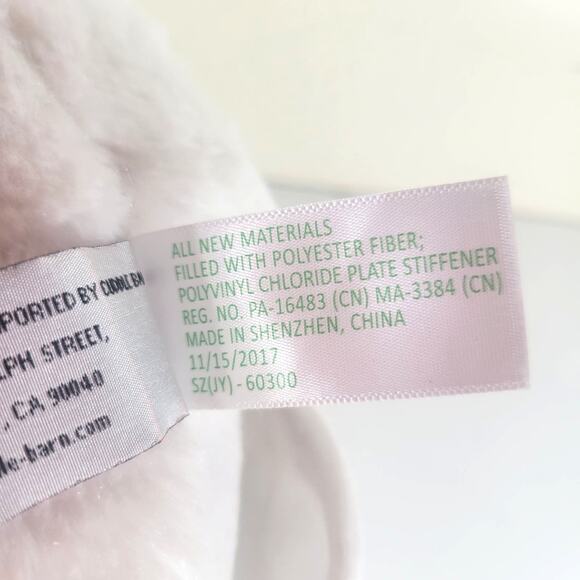 PORTED BY CUDDLE BA
LPH STREET,
, CA 90040
le-barn.com
ALL NEW MATERIALS
FILLED WITH POLYESTER FIBER;
POLYVINYL CHLORIDE PLATE STIFFENER
REG. NO. PA-16483 (CN) MA-3384 (CN)
MADE IN SHENZHEN, CHINA
11/15/2017
SZ(JY) - 60300